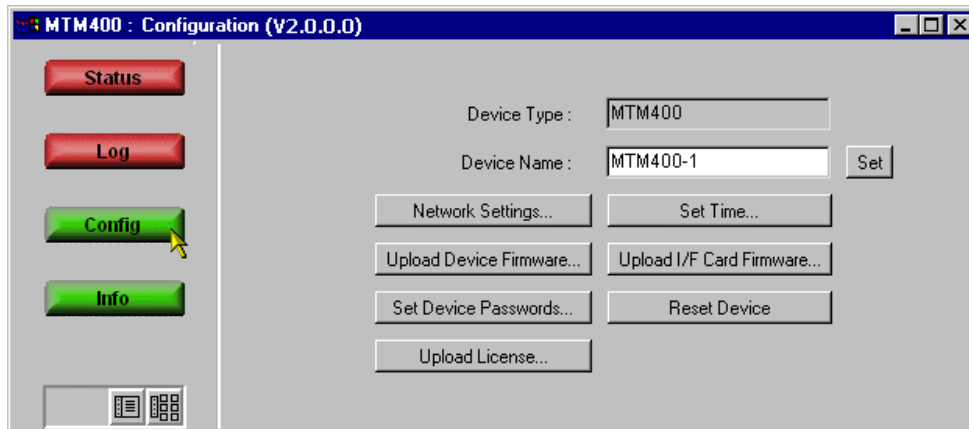 MTM400 : Configuration (V2.0.0.0)
Status
Log
Config
Info
Device Type :
MTM400
Device Name :
MTM400-1
Set
Network Settings...
Set Time...
Upload Device Firmware...
Upload I/F Card Firmware...
Set Device Passwords...
Reset Device
Upload License...